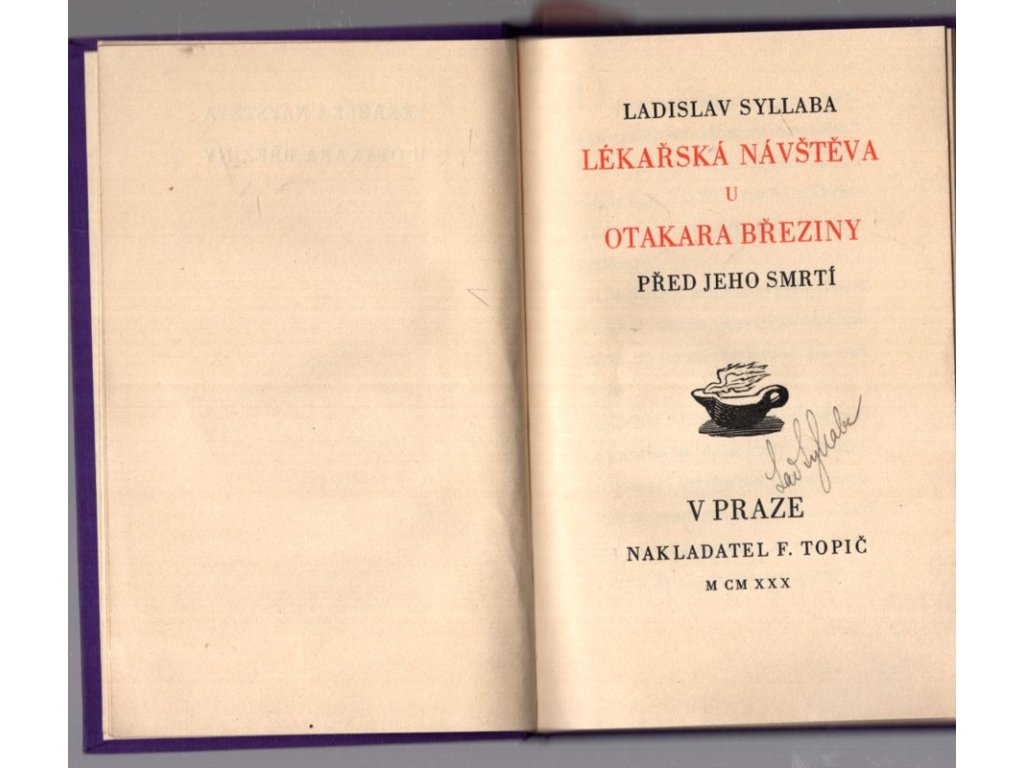 LADISLAV SYLLABA
LÉKAŘSKÁ NÁVŠTĚVA
U
OTAKARA BŘEZINY
PŘED JEHO SMRTÍ
Lad Syllaba
V PRAZE
NAKLADATEL F. TOPIČ
M CM XXX